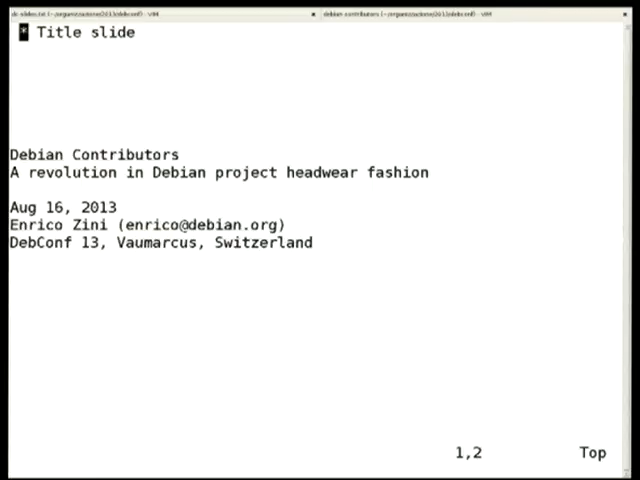 * Title slide
Debian Contributors
A revolution in Debian project headwear fashion
Aug 16, 2013
Enrico Zini (enrico@debian.org)
DebConf 13, Vaumarcus, Switzerland
1,2 Top